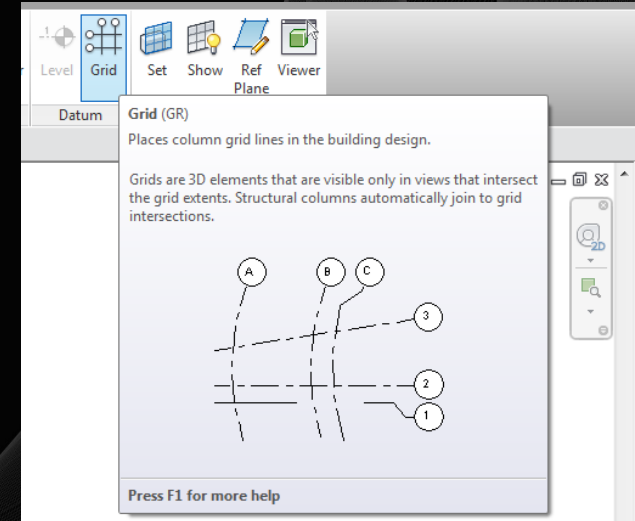 Level Grid Set Show Ref Plane Viewer
Datum
Grid (GR)
Places column grid lines in the building design.
Grids are 3D elements that are visible only in views that intersect
the grid extents. Structural columns automatically join to grid
intersections.
A B C
3
2
1
Press F1 for more help
2D